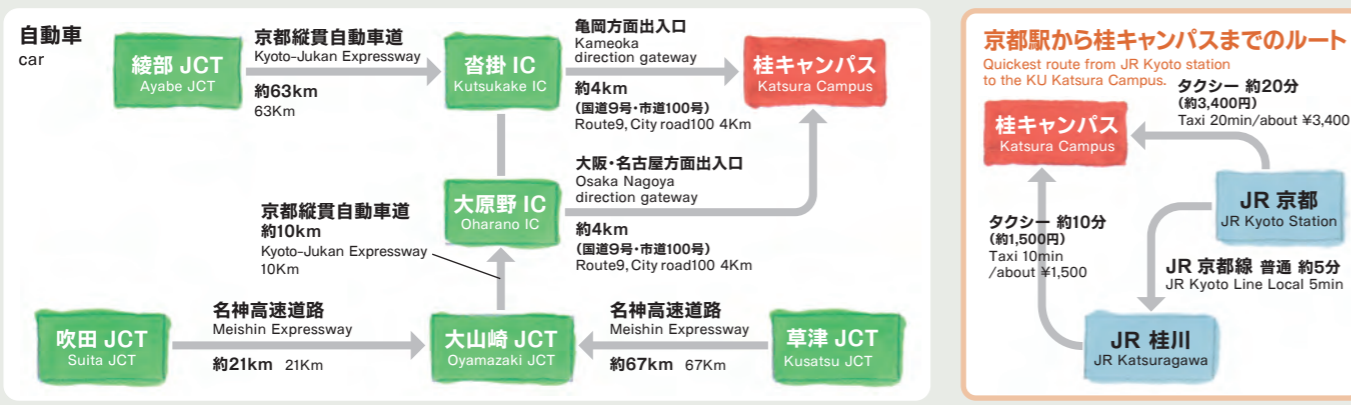 自動車
car
綾部 JCT
Ayabe JCT
京都縦貫自動車道
Kyoto-Jukan Expressway
約63km
63Km
沓掛 IC
Kutsukake IC
亀岡方面出入口
Kameoka
direction gateway
約4km
(国道9号・市道100号)
Route9, City road100 4Km
桂キャンパス
Katsura Campus
大原野 IC
Oharano IC
大阪・名古屋方面出入口
Osaka Nagoya
direction gateway
約4km
(国道9号・市道100号)
Route9, City road100 4Km
京都縦貫自動車道
約10km
Kyoto-Jukan Expressway
10Km
吹田 JCT
Suita JCT
名神高速道路
Meishin Expressway
約21km 21Km
大山崎 JCT
Oyamazaki JCT
名神高速道路
Meishin Expressway
約67km 67Km
草津 JCT
Kusatsu JCT
京都駅から桂キャンパスまでのルート
Quickest route from JR Kyoto station
to the KU Katsura Campus.
タクシー 約20分
(約3,400円)
Taxi 20min/about ¥3,400
桂キャンパス
Katsura Campus
JR 京都
JR Kyoto Station
タクシー 約10分
(約1,500円)
Taxi 10min
/about ¥1,500
JR 京都線 普通 約5分
JR Kyoto Line Local 5min
JR 桂川
JR Katsuragawa